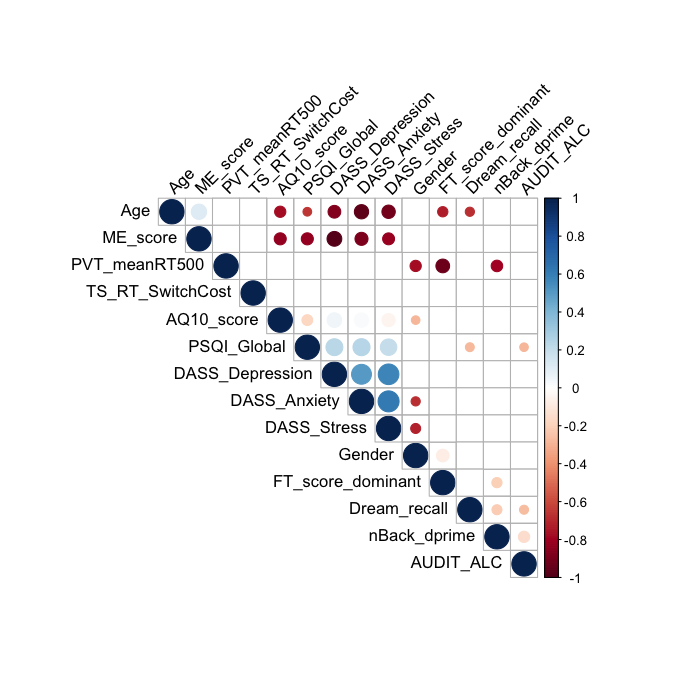 Age
ME_score
PVT_meanRT500
TS_RT_SwitchCost
AQ10_score
PSQI_Global
DASS_Depression
DASS_Anxiety
DASS_Stress
Gender
FT_score_dominant
Dream_recall
nBack_dprime
AUDIT_ALC
Age
ME_score
PVT_meanRT500
TS_RT_SwitchCost
AQ10_score
PSQI_Global
DASS_Depression
DASS_Anxiety
DASS_Stress
Gender
FT_score_dominant
Dream_recall
nBack_dprime
AUDIT_ALC
1
0.8
0.6
0.4
0.2
0
-0.2
-0.4
-0.6
-0.8
-1